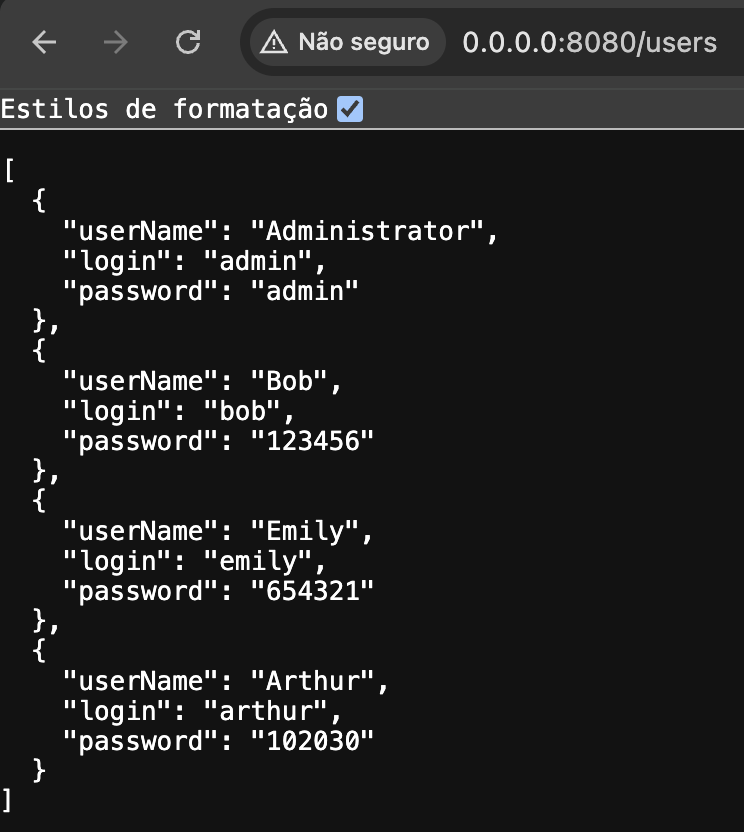 Não seguro 0.0.0.0:8080/users
Estilos de formatação
[
  {
    "userName": "Administrator",
    "login": "admin",
    "password": "admin"
  },
  {
    "userName": "Bob",
    "login": "bob",
    "password": "123456"
  },
  {
    "userName": "Emily",
    "login": "emily",
    "password": "654321"
  },
  {
    "userName": "Arthur",
    "login": "arthur",
    "password": "102030"
  }
]